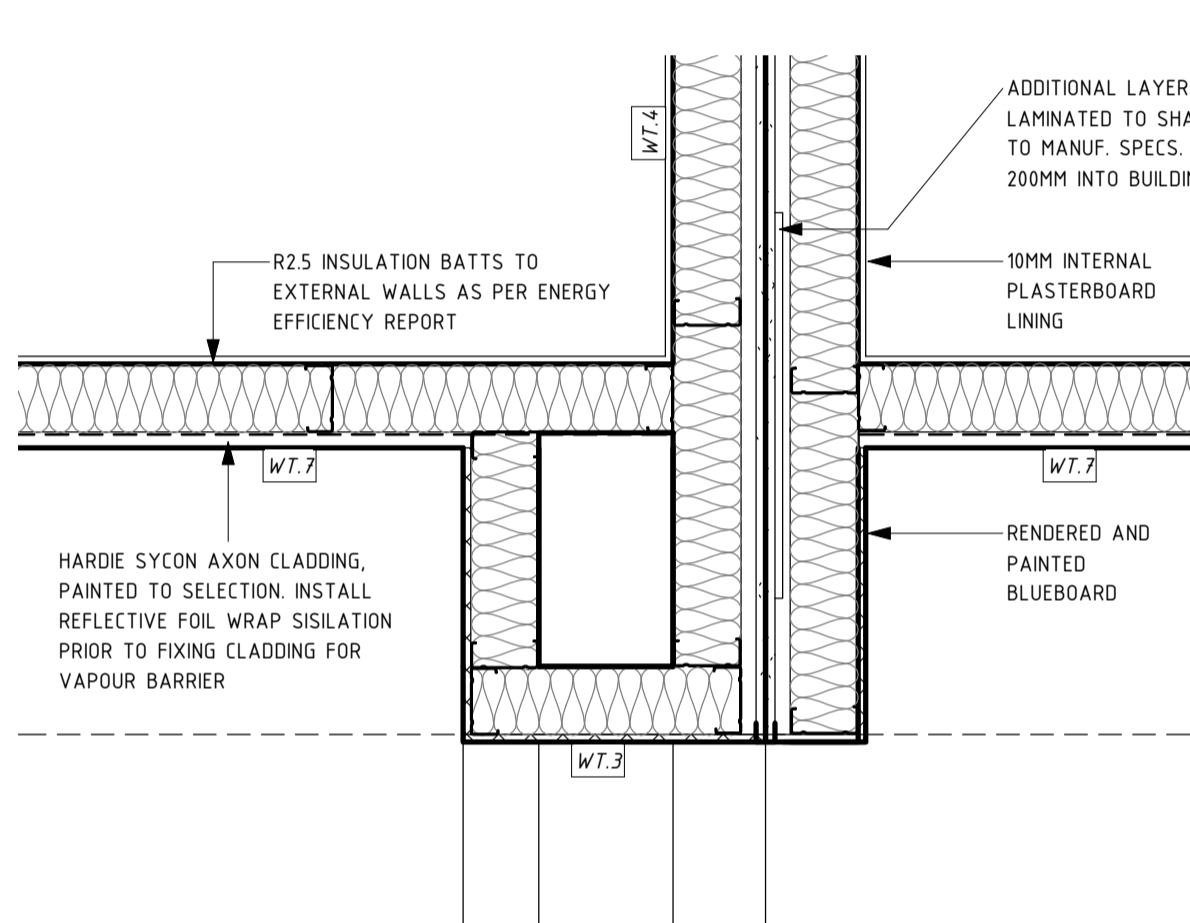 WT.4
ADDITIONAL LAYER
LAMINATED TO
TO MANUF. SPECS.
200MM INTO
R2.5 INSULATION BATTS TO
EXTERNAL WALLS AS PER ENERGY
EFFICIENCY REPORT
10MM INTERNAL
PLASTERBOARD
LINING
WT.7
WT.7
HARDIE SYCON AXON CLADDING,
PAINTED TO SELECTION. INSTALL
REFLECTIVE FOIL WRAP SISILATION
PRIOR TO FIXING CLADDING FOR
VAPOUR BARRIER
RENDERED AND
PAINTED
BLUEBOARD
WT.3